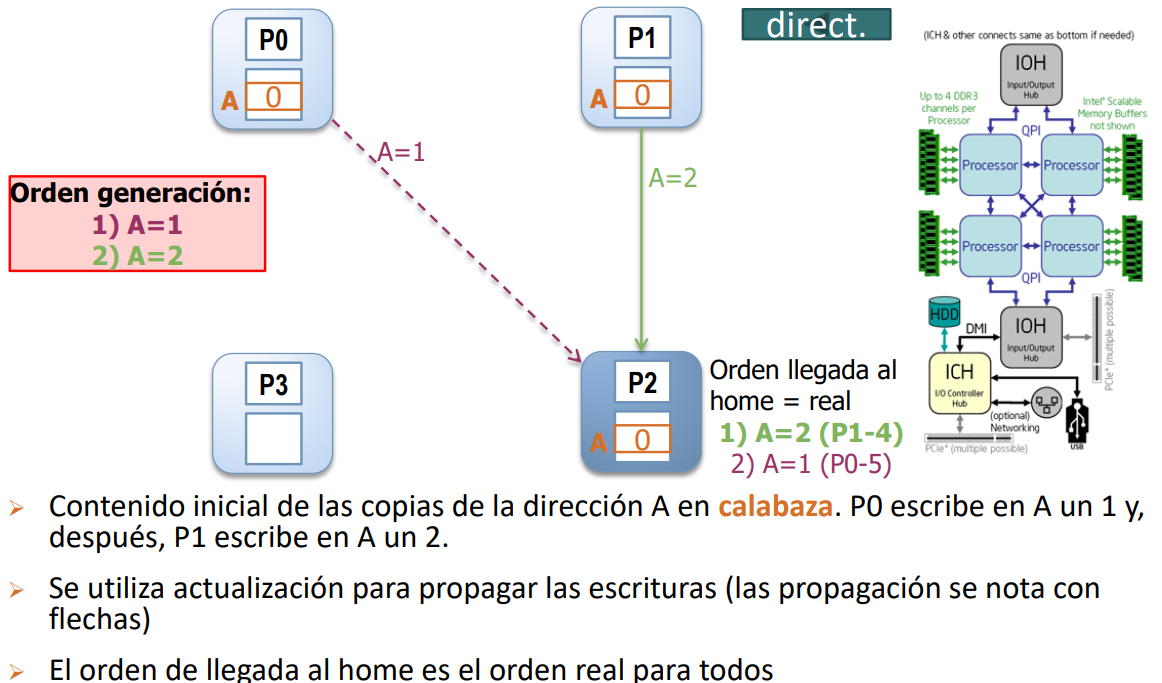 direct.
P0
A 0
P1
A 0
A=1
A=2
Orden generación:
1) A=1
2) A=2
P3
P2
A 0
Orden llegada al
home = real
1) A=2 (P1-4)
2) A=1 (P0-5)
(ICH & other connects same as bottom if needed)
IOH
Input/Output
Hub
Up to 4 DDR3
channels per
Processor
Intel® Scalable
Memory Buffers
not shown
QPI
Processor
Processor
Processor
Processor
QPI
HDD
DMI
IOH
Input/Output
Hub
PCIe* (multiple possible)
ICH
I/O Controller
Hub
(optional)
Networking
USB
PCIe* (multiple possible)
➢ Contenido inicial de las copias de la dirección A en calabaza. P0 escribe en A un 1 y,
después, P1 escribe en A un 2.
➢ Se utiliza actualización para propagar las escrituras (las propagación se nota con
flechas)
➢ El orden de llegada al home es el orden real para todos